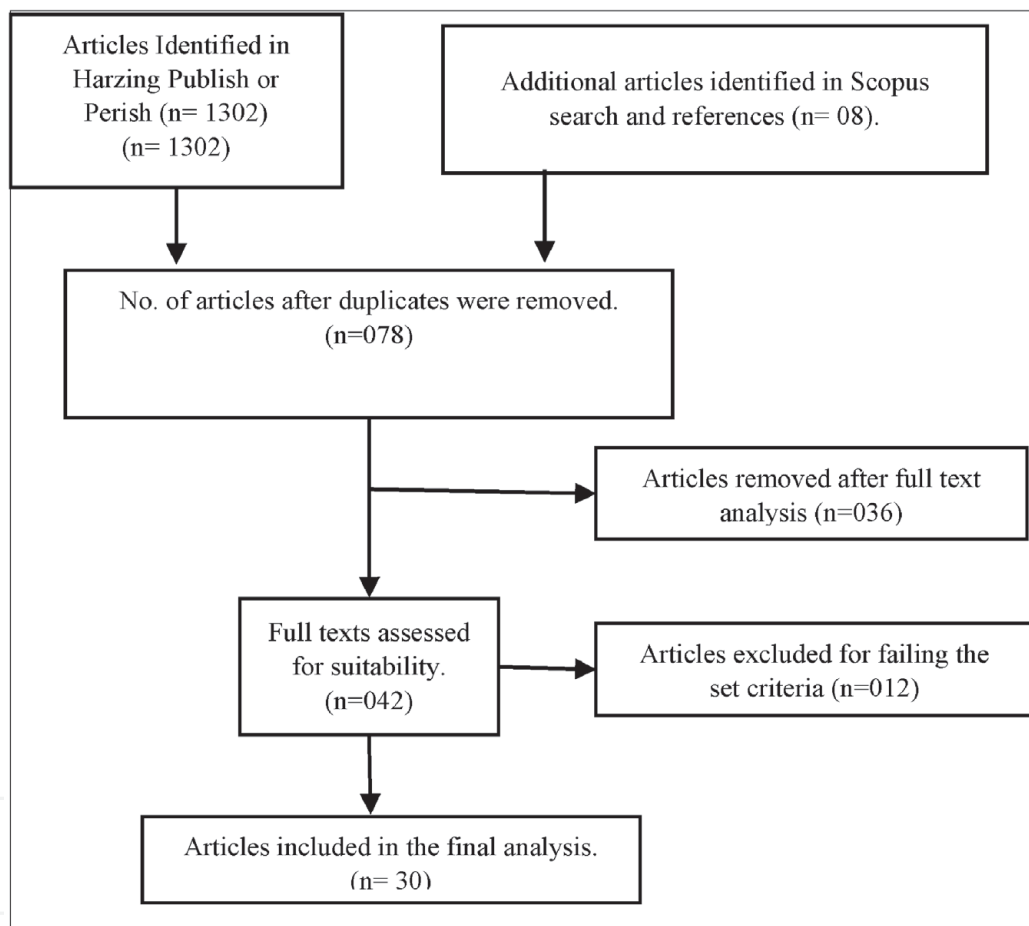 Articles Identified in
Harzing Publish or
Perish (n= 1302)
(n= 1302)
Additional articles identified in Scopus
search and references (n= 08).
No. of articles after duplicates were removed.
(n=078)
Articles removed after full text
analysis (n=036)
Full texts assessed
for suitability.
(n=042)
Articles excluded for failing the
set criteria (n=012)
Articles included in the final analysis.
(n= 30)